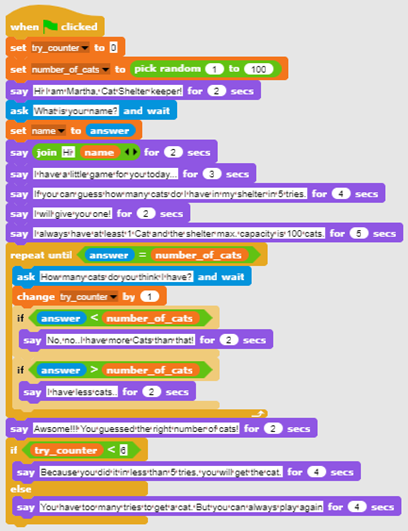 when clicked
set try_counter to 0
set number_of_cats to pick random 1 to 100
say Hi I am Martha, Cat Shelter keeper! for 2 secs
ask What is your name? and wait
set name to answer
say join Hi name for 2 secs
say I have a little game for you today... for 3 secs
say If you can guess how many cats do I have in my shelter in 5 tries, for 4 secs
say I will give you one! for 2 secs
say I always have at least 1 Cat and the shelter max. capacity is 100 cats. for 5 secs
repeat until answer = number_of_cats
ask How many cats do you think I have? and wait
change try_counter by 1
if answer < number_of_cats
say No, no.. I have more Cats than that! for 2 secs
if answer > number_of_cats
say I have less cats... for 2 secs
say Awsome!!! You guessed the right number of cats! for 2 secs
if try_counter < 6
say Because you did it in less than 5 tries, you will get the cat. for 4 secs
else
say You have too many tries to get a cat. But you can always play again for 4 secs